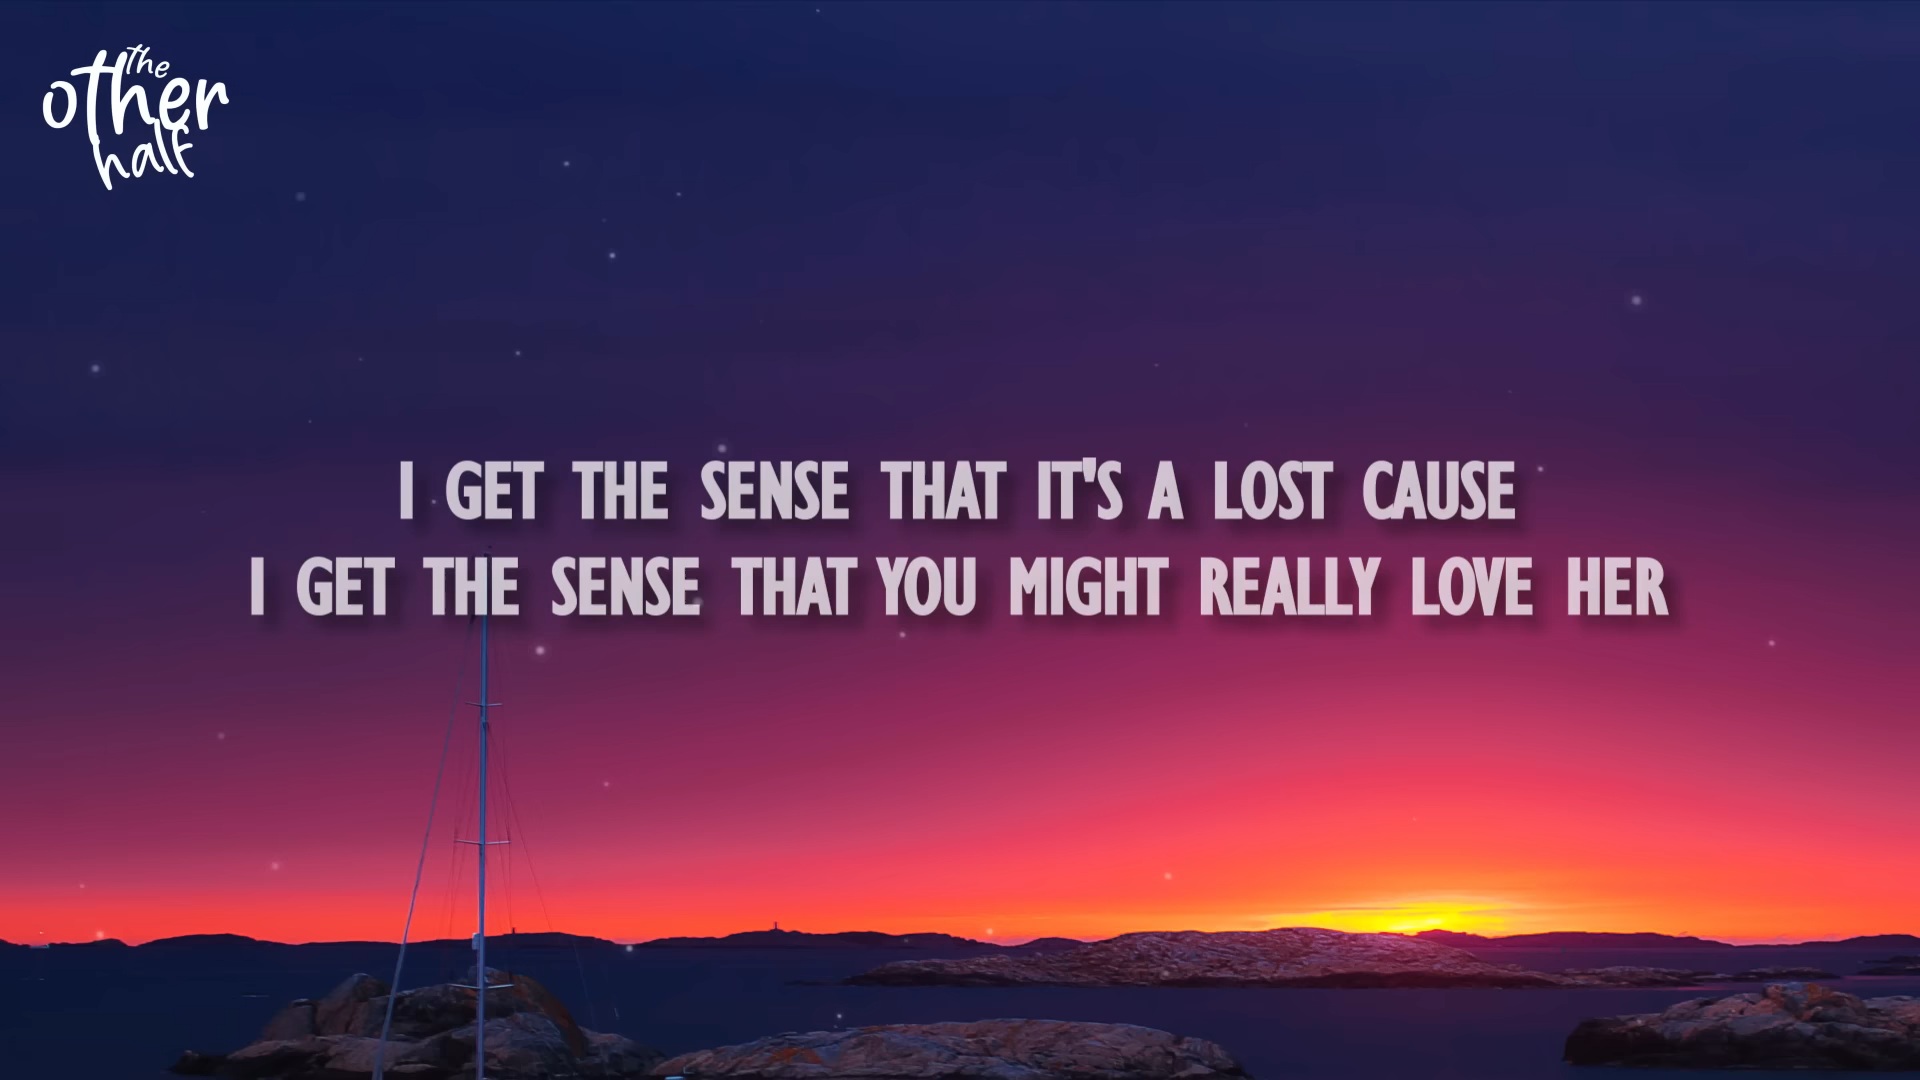 the
other
half
I GET THE SENSE THAT IT'S A LOST CAUSE
I GET THE SENSE THAT YOU MIGHT REALLY LOVE HER